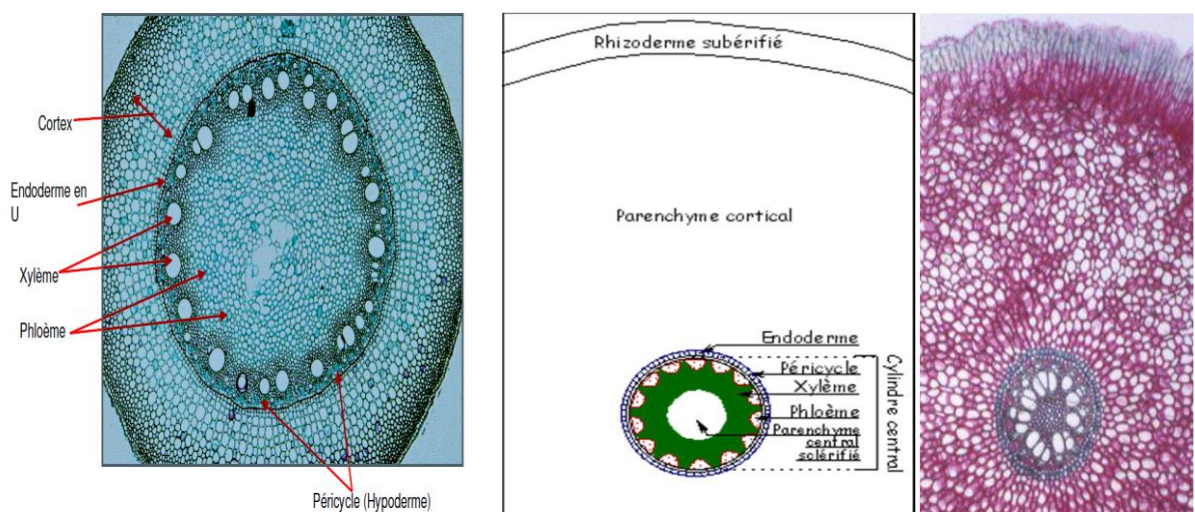 Cortex
Endoderme en
U
Xylème
Phloème
Péricycle (Hypoderme)
Rhizoderme subérifié
Parenchyme cortical
Endoderme
Péricycle
Xylème
Phloème
Parenchyme
central
sclérifié
Cylindre central